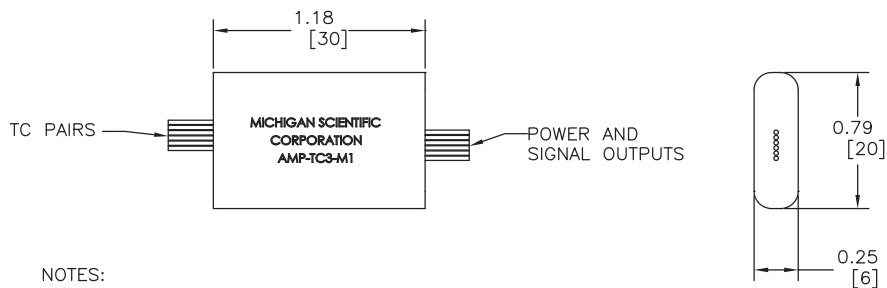 1.18
[30]
TC PAIRS
MICHIGAN SCIENTIFIC
CORPORATION
AMP-TC3-M1
POWER AND
SIGNAL OUTPUTS
0.79
[20]
0.25
[6]
NOTES: